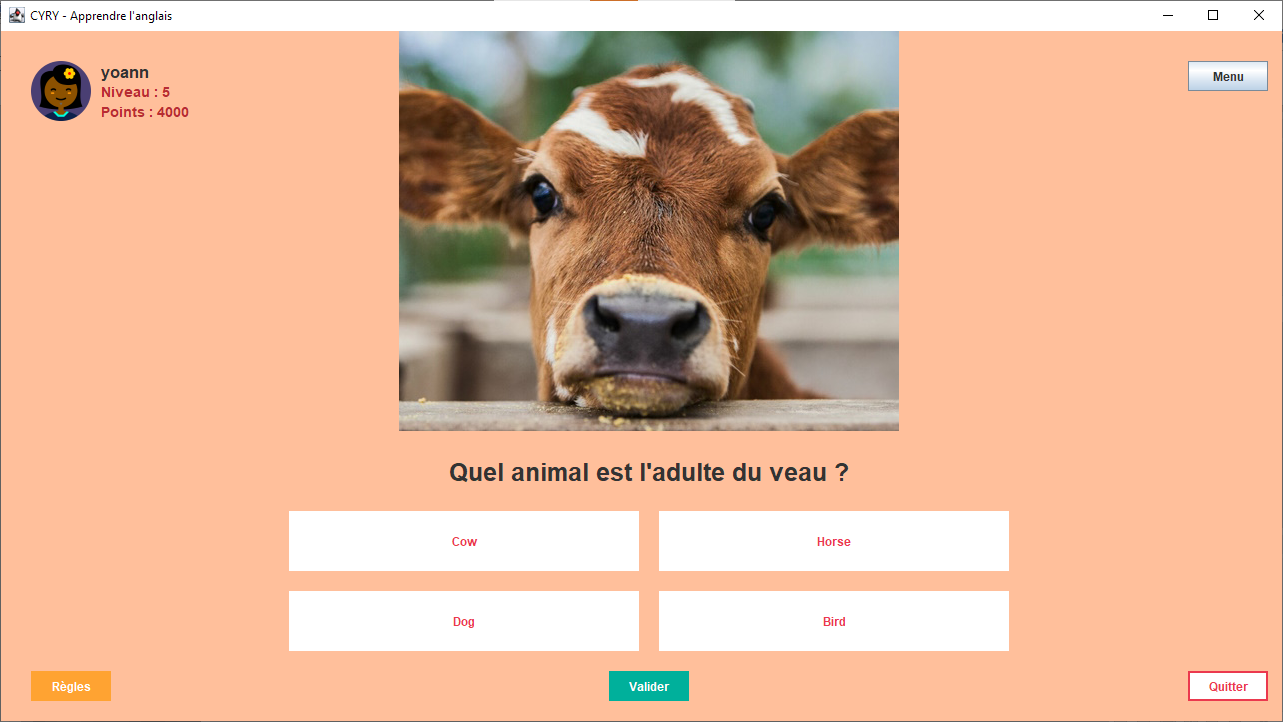 CYRY - Apprendre l'anglais
yoann
Niveau : 5
Points : 4000
Menu
Quel animal est l'adulte du veau ?
Cow
Horse
Dog
Bird
Règles
Valider
Quitter